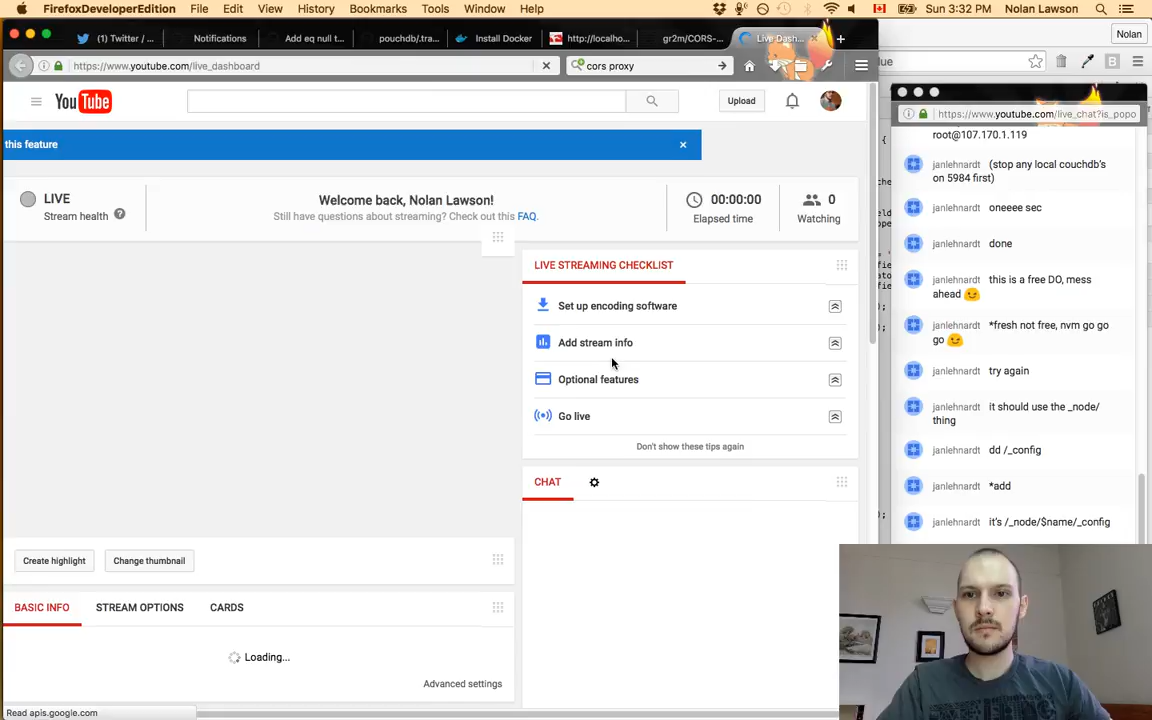 FirefoxDeveloperEdition File Edit View History Bookmarks Tools Window Help Sun 3:32 PM Nolan Lawson
(1) Twitter / ... Notifications Add eq null t... pouchdb/.tra... Install Docker http://localho... gr2m/CORS-... Live Dash... Nolan
https://www.youtube.com/live_dashboard cors proxy
YouTube Upload
this feature
LIVE
Stream health
Welcome back, Nolan Lawson!
Still have questions about streaming? Check out this FAQ.
00:00:00
Elapsed time
0
Watching
LIVE STREAMING CHECKLIST
Set up encoding software
Add stream info
Optional features
Go live
Don't show these tips again
CHAT
Create highlight Change thumbnail
BASIC INFO STREAM OPTIONS CARDS
Loading...
Advanced settings
Read apis.google.com
https://www.youtube.com/live_chat?is_popo
root@107.170.1.119
janlehnardt (stop any local couchdb's
on 5984 first)
janlehnardt oneeee sec
janlehnardt done
janlehnardt this is a free DO, mess
ahead 😉
janlehnardt *fresh not free, nvm go go
go 😉
janlehnardt try again
janlehnardt it should use the _node/
thing
janlehnardt dd /_config
janlehnardt *add
janlehnardt it's /_node/$name/_config